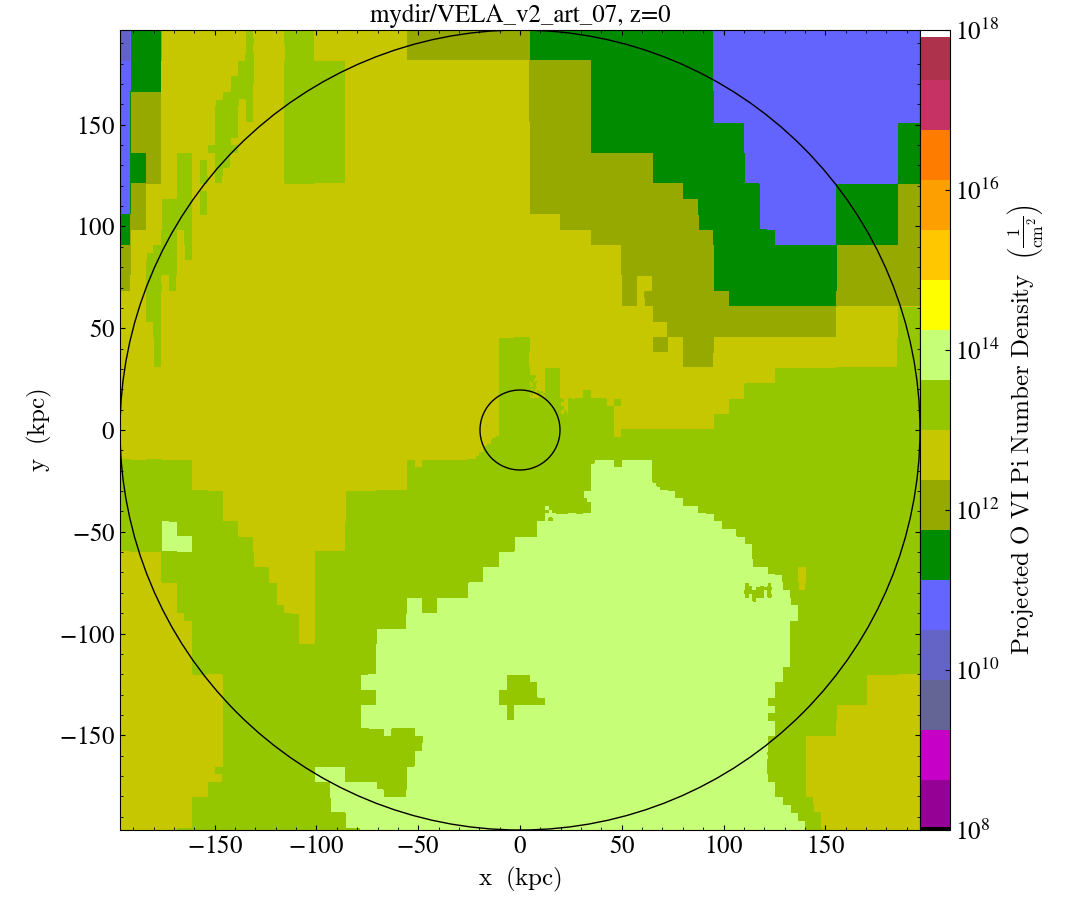 mydir/VELA_v2_art_07, z=0
150
100
50
0
−50
−100
−150
−150 −100 −50 0 50 100 150
x (kpc)
y (kpc)
10^18
10^16
10^14
10^12
10^10
10^8
Projected O VI Pi Number Density (1/cm^2)